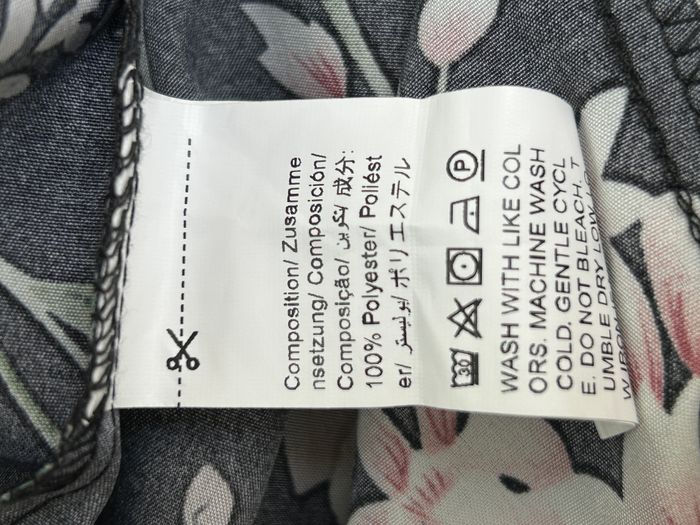 Composition/ Zusamme
nsetzung/ Composición/
Composição/ تكوين/ 成分:
100% Polyester/ Poliést
er/ بوليستر/ ポリエステル
30 P
WASH WITH LIKE COL
ORS. MACHINE WASH
COLD. GENTLE CYCL
E. DO NOT BLEACH. T
UMBLE DRY LOW.